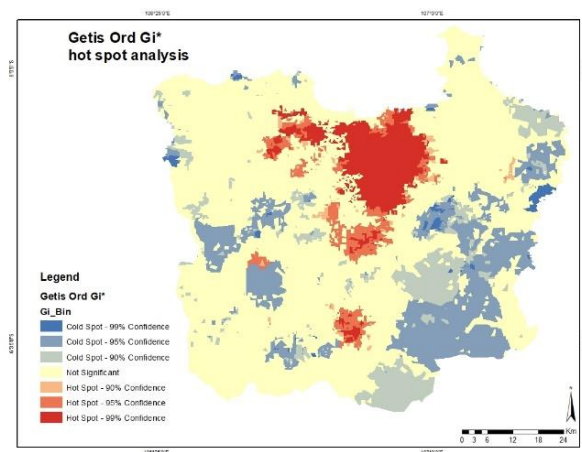 Getis Ord Gi*
hot spot analysis
Legend
Getis Ord Gi*
Gi_Bin
Cold Spot - 99% Confidence
Cold Spot - 95% Confidence
Cold Spot - 90% Confidence
Not Significant
Hot Spot - 90% Confidence
Hot Spot - 95% Confidence
Hot Spot - 99% Confidence
Km
0 3 6 12 18 24